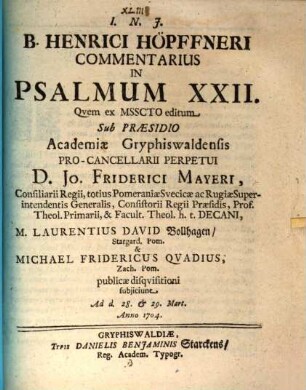 XLIII
I. N. J.
B. HENRICI HÖPFFNERI
COMMENTARIUS
IN
PSALMUM XXII.
Qvem ex MSSCTO editum
Sub PRÆSIDIO
Academiæ Gryphiswaldensis
PRO-CANCELLARII PERPETUI
D. JO. FRIDERICI MAYERI,
Consiliarii Regii, totius Pomeraniæ Svecicæ ac Rugiæ Super-
intendentis Generalis, Consistorii Regii Præsidis, Prof.
Theol. Primarii, & Facult. Theol. h. t. DECANI,
M. LAURENTIUS DAVID Bollhagen/
Stargard. Pom.
&
MICHAEL FRIDERICUS QVADIUS,
Zach. Pom.
publicæ disqvisitioni
subjiciunt
Ad d. 28. & 29. Mart.
Anno 1704.
GRYPHISWALDIÆ,
Typis DANIELIS BENJAMINIS Starckens/
Reg. Academ. Typogr.